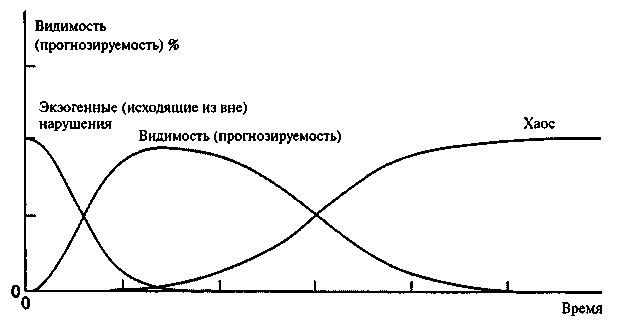 Видимость
(прогнозируемость) %
Экзогенные (исходящие из вне)
нарушения
Видимость (прогнозируемость)
Хаос
0
0
Время